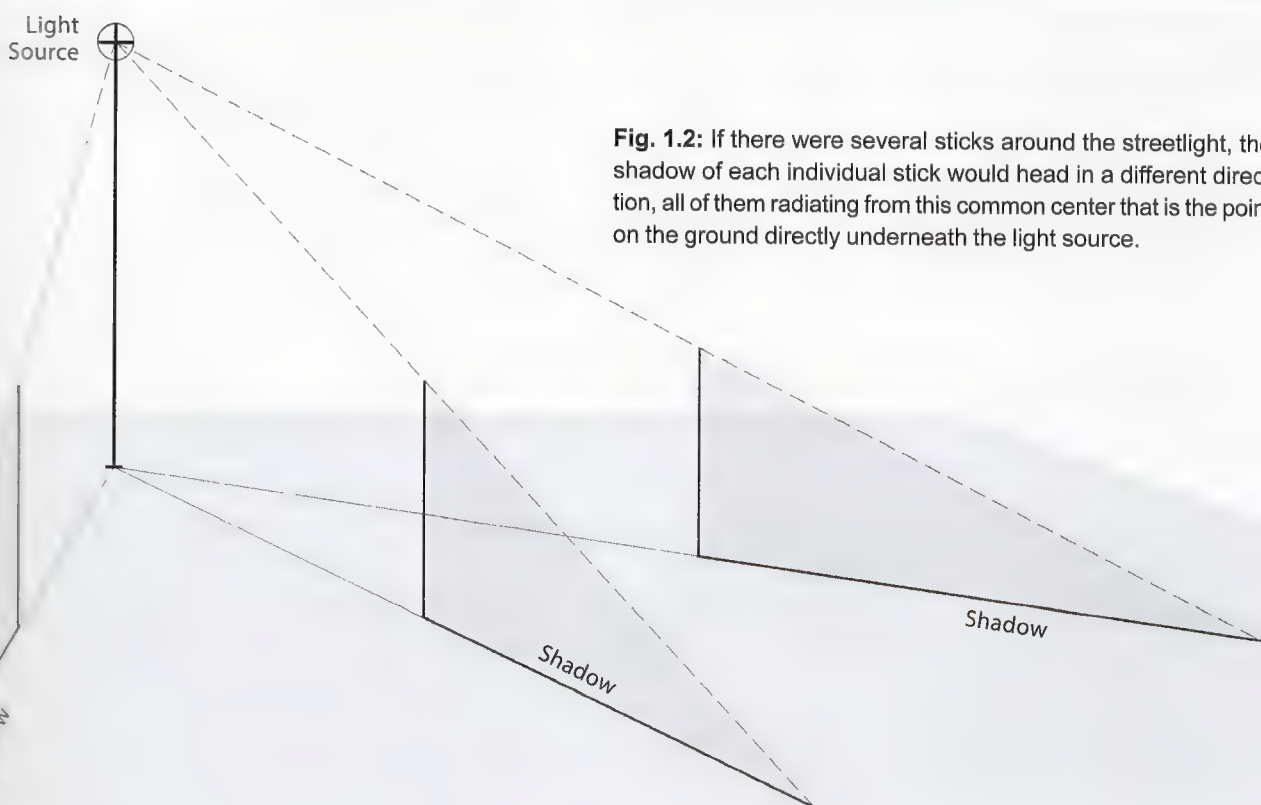 Light
Source
Fig. 1.2: If there were several sticks around the streetlight, the
shadow of each individual stick would head in a different direc
tion, all of them radiating from this common center that is the poin
on the ground directly underneath the light source.
Shadow
Shadow
w